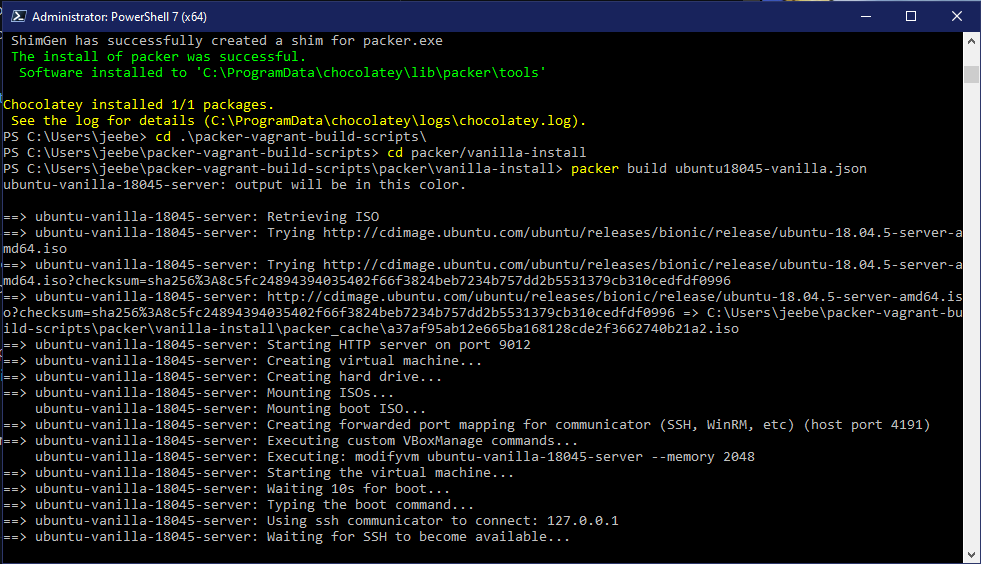 Administrator: PowerShell 7 (x64)
ShimGen has successfully created a shim for packer.exe
The install of packer was successful.
Software installed to 'C:\ProgramData\chocolatey\lib\packer\tools'
Chocolatey installed 1/1 packages.
See the log for details (C:\ProgramData\chocolatey\logs\chocolatey.log).
PS C:\Users\jeebe> cd .\packer-vagrant-build-scripts\
PS C:\Users\jeebe\packer-vagrant-build-scripts> cd packer/vanilla-install
PS C:\Users\jeebe\packer-vagrant-build-scripts\packer\vanilla-install> packer build ubuntu18045-vanilla.json
ubuntu-vanilla-18045-server: output will be in this color.
==> ubuntu-vanilla-18045-server: Retrieving ISO
==> ubuntu-vanilla-18045-server: Trying http://cdimage.ubuntu.com/ubuntu/releases/bionic/release/ubuntu-18.04.5-server-a
md64.iso
==> ubuntu-vanilla-18045-server: Trying http://cdimage.ubuntu.com/ubuntu/releases/bionic/release/ubuntu-18.04.5-server-a
md64.iso?checksum=sha256%3A8c5fc24894394035402f66f3824beb7234b757dd2b5531379cb310cedfdf0996
==> ubuntu-vanilla-18045-server: http://cdimage.ubuntu.com/ubuntu/releases/bionic/release/ubuntu-18.04.5-server-amd64.is
o?checksum=sha256%3A8c5fc24894394035402f66f3824beb7234b757dd2b5531379cb310cedfdf0996 => C:\Users\jeebe\packer-vagrant-bu
ild-scripts\packer\vanilla-install\packer_cache\a37af95ab12e665ba168128cde2f3662740b21a2.iso
==> ubuntu-vanilla-18045-server: Starting HTTP server on port 9012
==> ubuntu-vanilla-18045-server: Creating virtual machine...
==> ubuntu-vanilla-18045-server: Creating hard drive...
==> ubuntu-vanilla-18045-server: Mounting ISOs...
ubuntu-vanilla-18045-server: Mounting boot ISO...
==> ubuntu-vanilla-18045-server: Creating forwarded port mapping for communicator (SSH, WinRM, etc) (host port 4191)
==> ubuntu-vanilla-18045-server: Executing custom VBoxManage commands...
ubuntu-vanilla-18045-server: Executing: modifyvm ubuntu-vanilla-18045-server --memory 2048
==> ubuntu-vanilla-18045-server: Starting the virtual machine...
==> ubuntu-vanilla-18045-server: Waiting 10s for boot...
==> ubuntu-vanilla-18045-server: Typing the boot command...
==> ubuntu-vanilla-18045-server: Using ssh communicator to connect: 127.0.0.1
==> ubuntu-vanilla-18045-server: Waiting for SSH to become available...